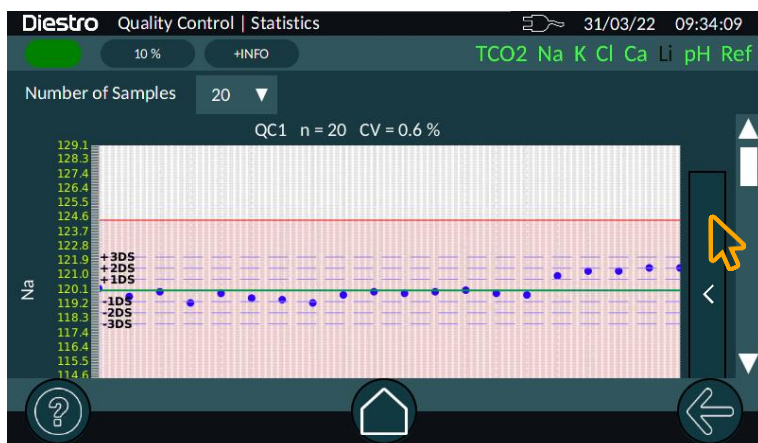 Diestro Quality Control | Statistics 31/03/22 09:34:09
10 % +INFO TCO2 Na K Cl Ca Li pH Ref
Number of Samples 20
QC1 n = 20 CV = 0.6 %
129.1
128.3
127.4
126.4
125.5
124.6
123.7
122.8
121.9
121.0
120.1
119.2
118.3
117.4
116.4
115.5
114.6
+3DS
+2DS
+1DS
-1DS
-2DS
-3DS
Na